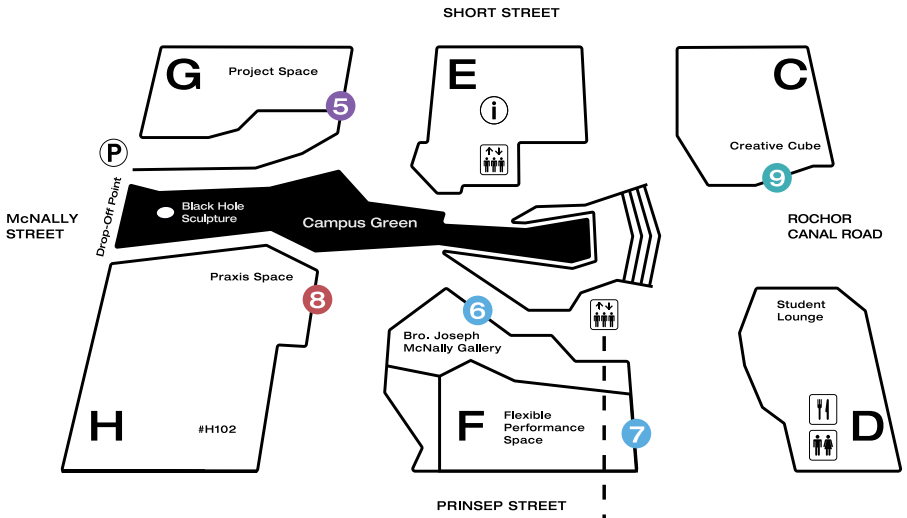 SHORT STREET
G
Project Space
5
E
i
C
Creative Cube
9
P
Drop-Off Point
McNALLY
STREET
Black Hole
Sculpture
Campus Green
ROCHOR
CANAL ROAD
Praxis Space
8
H
#H102
6
Bro. Joseph
McNally Gallery
F
Flexible
Performance
Space
7
Student
Lounge
D
PRINSEP STREET